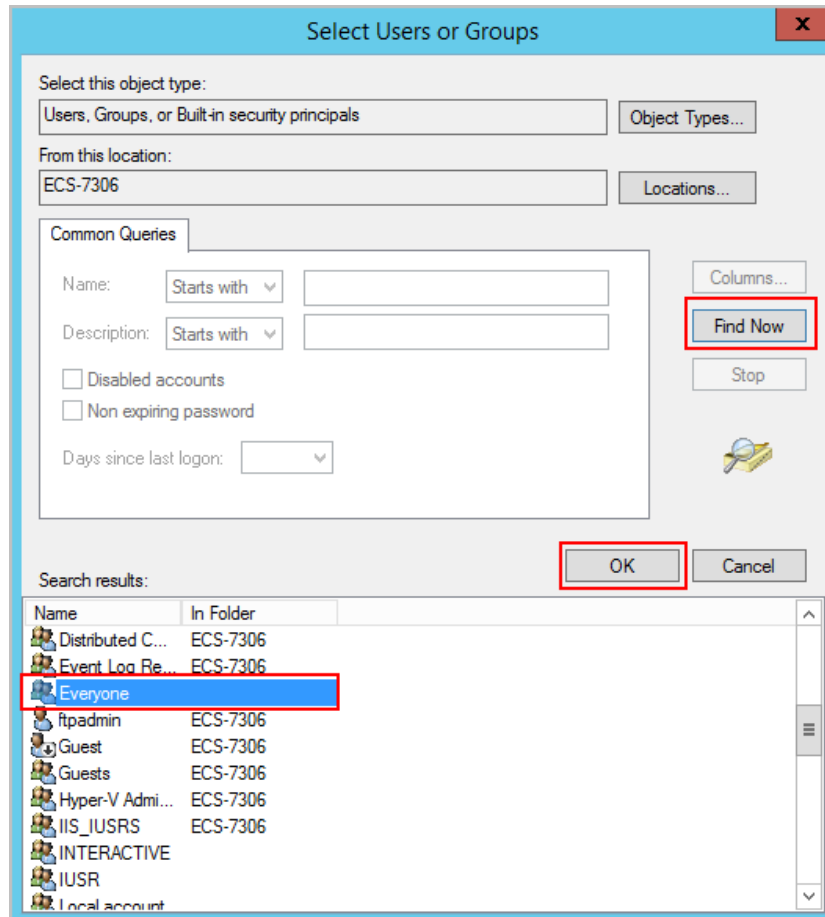 Select Users or Groups
x
Select this object type:
Users, Groups, or Built-in security principals
Object Types...
From this location:
ECS-7306
Locations...
Common Queries
Name:
Starts with
Columns...
Find Now
Description:
Starts with
Stop
Disabled accounts
Non expiring password
Days since last logon:
OK
Cancel
Search results:
Name In Folder
Distributed C... ECS-7306
Event Log Re... ECS-7306
Everyone
ftpadmin ECS-7306
Guest ECS-7306
Guests ECS-7306
Hyper-V Admi... ECS-7306
IIS_IUSRS ECS-7306
INTERACTIVE
IUSR
Local account